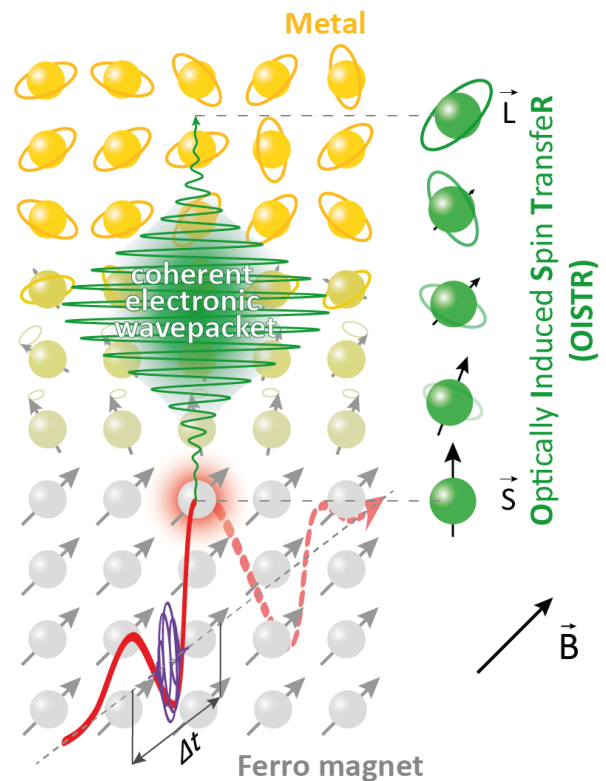 Metal
L
coherent
electronic
wavepacket
Optically Induced Spin TransfeR
(OISTR)
S
B
Δt
Ferro magnet